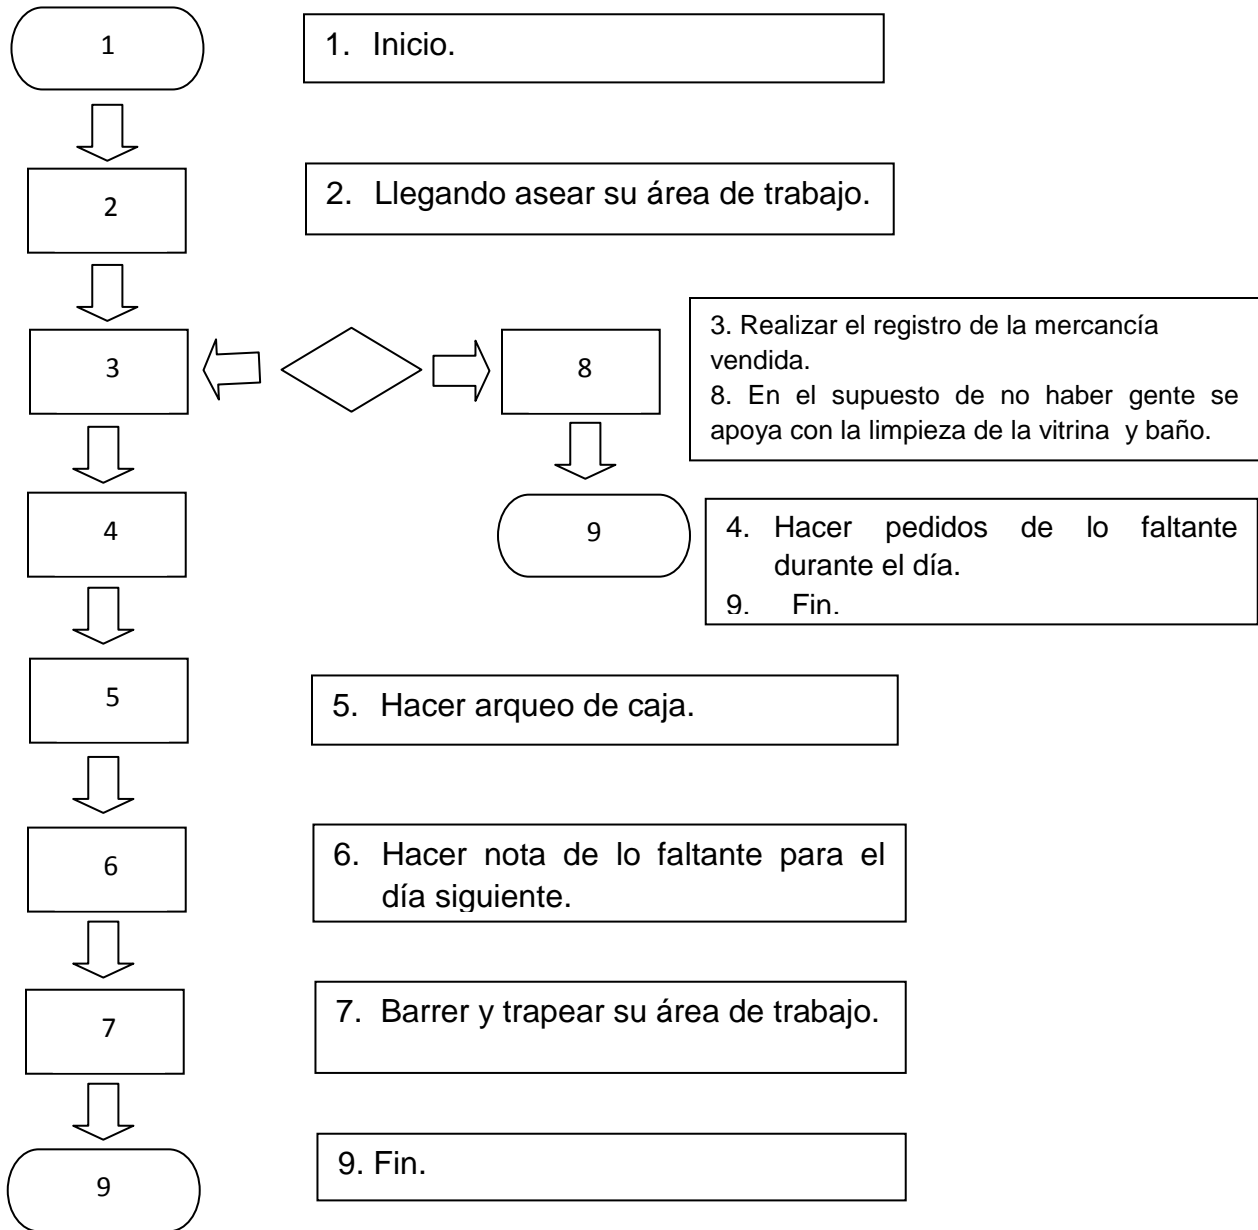 1
1. Inicio.
2
2. Llegando asear su área de trabajo.
3
8
3. Realizar el registro de la mercancía
vendida.
8. En el supuesto de no haber gente se
apoya con la limpieza de la vitrina y baño.
4
9
4. Hacer pedidos de lo faltante
durante el día.
9. Fin.
5
5. Hacer arqueo de caja.
6
6. Hacer nota de lo faltante para el
día siguiente.
7
7. Barrer y trapear su área de trabajo.
9
9. Fin.